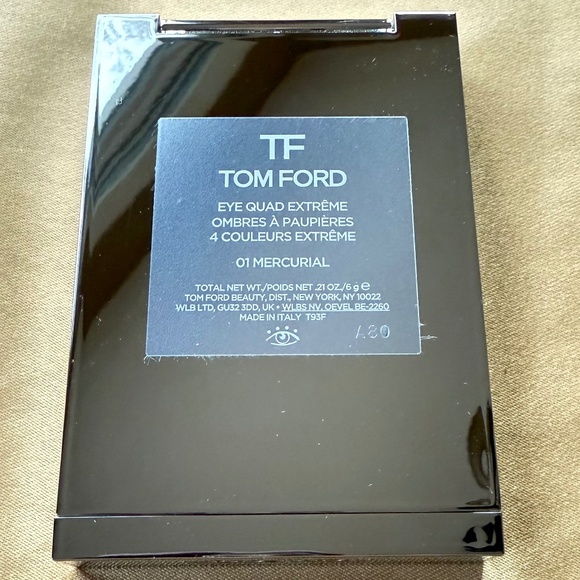 TF
TOM FORD
EYE QUAD EXTRÊME
OMBRES À PAUPIÈRES
4 COULEURS EXTRÊME
01 MERCURIAL
TOTAL NET WT./POIDS NET .21 OZ./6 g ℮
TOM FORD BEAUTY, DIST., NEW YORK, NY 10022
WLB LTD, GU32 3DD, UK • WLBS NV. OEVEL BE-2260
MADE IN ITALY T93F
A80